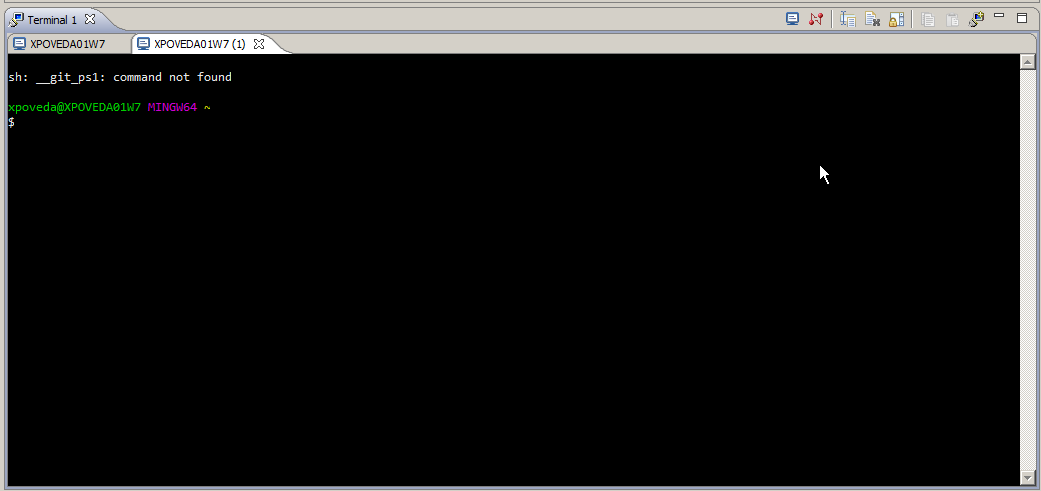 Terminal 1
XPOVEDA01W7
XPOVEDA01W7 (1)
sh: __git_ps1: command not found
xpoveda@XPOVEDA01W7 MINGW64 ~
$